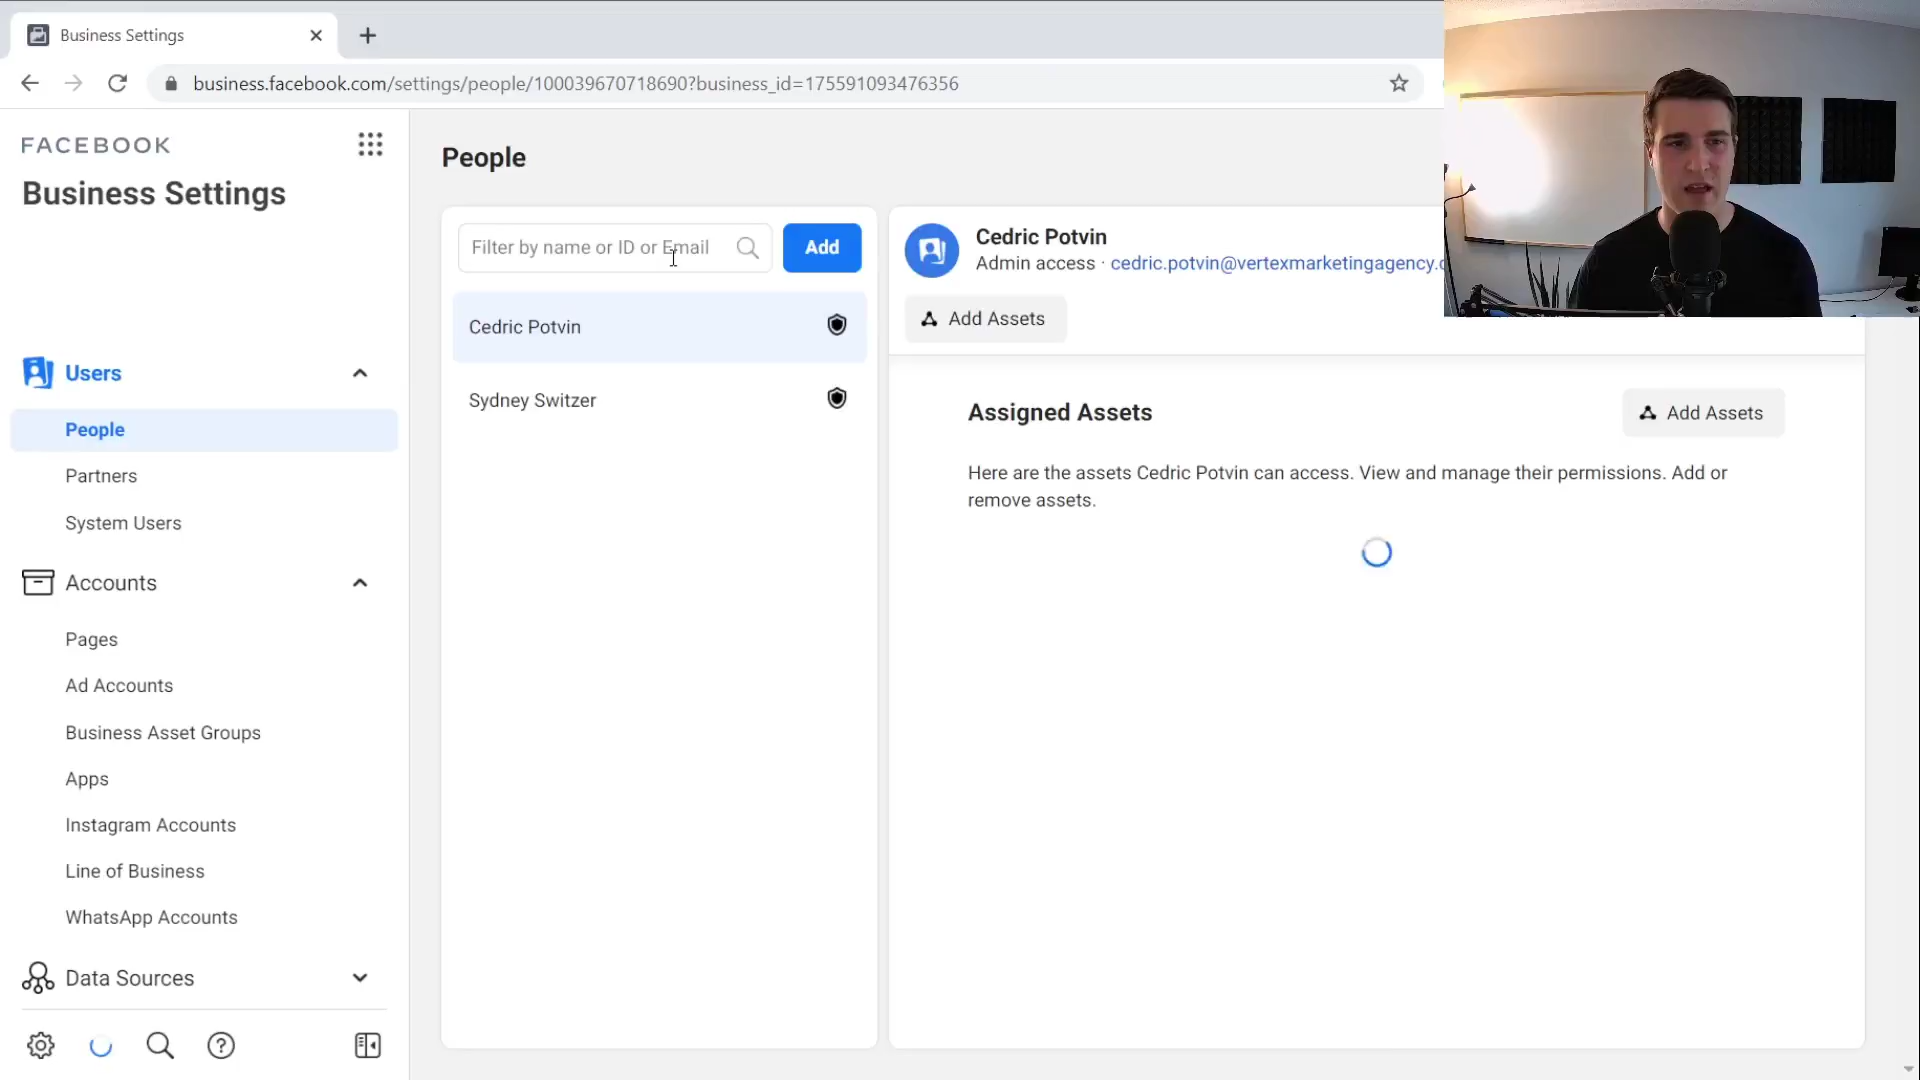 Business Settings
business.facebook.com/settings/people/100039670718690?business_id=175591093476356
FACEBOOK
Business Settings
Users
People
Partners
System Users
Accounts
Pages
Ad Accounts
Business Asset Groups
Apps
Instagram Accounts
Line of Business
WhatsApp Accounts
Data Sources
People
Filter by name or ID or Email
Add
Cedric Potvin
Sydney Switzer
Cedric Potvin
Admin access · cedric.potvin@vertexmarketingagency.c
Add Assets
Assigned Assets
Add Assets
Here are the assets Cedric Potvin can access. View and manage their permissions. Add or
remove assets.